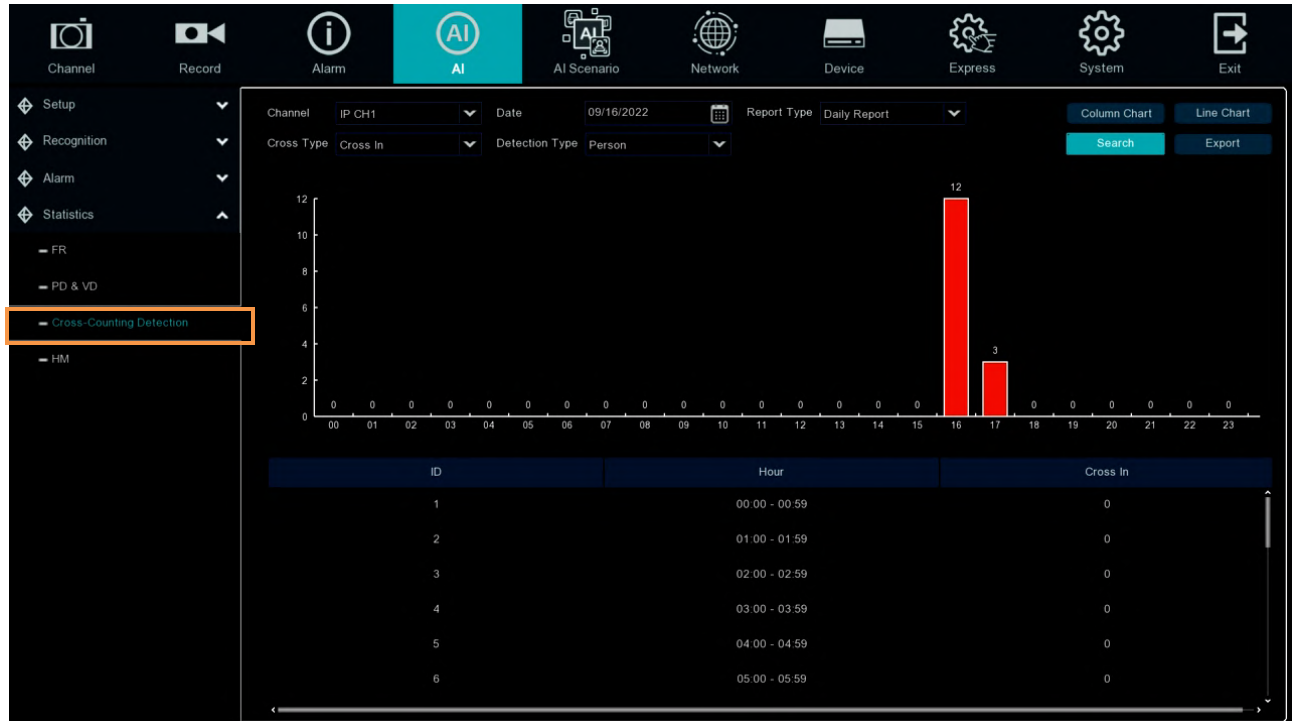 Channel Record Alarm AI AI Scenario Network Device Express System Exit
Setup
Recognition
Alarm
Statistics
FR
PD & VD
Cross-Counting Detection
HM
Channel IP CH1 Date 09/16/2022 Report Type Daily Report Column Chart Line Chart
Cross Type Cross In Detection Type Person Search Export
12
10
8
6
4
2
0
0 0 0 0 0 0 0 0 0 0 0 0 0 0 0 0 12 3 0 0 0 0 0 0
00 01 02 03 04 05 06 07 08 09 10 11 12 13 14 15 16 17 18 19 20 21 22 23
ID Hour Cross In
1 00:00 - 00:59 0
2 01:00 - 01:59 0
3 02:00 - 02:59 0
4 03:00 - 03:59 0
5 04:00 - 04:59 0
6 05:00 - 05:59 0